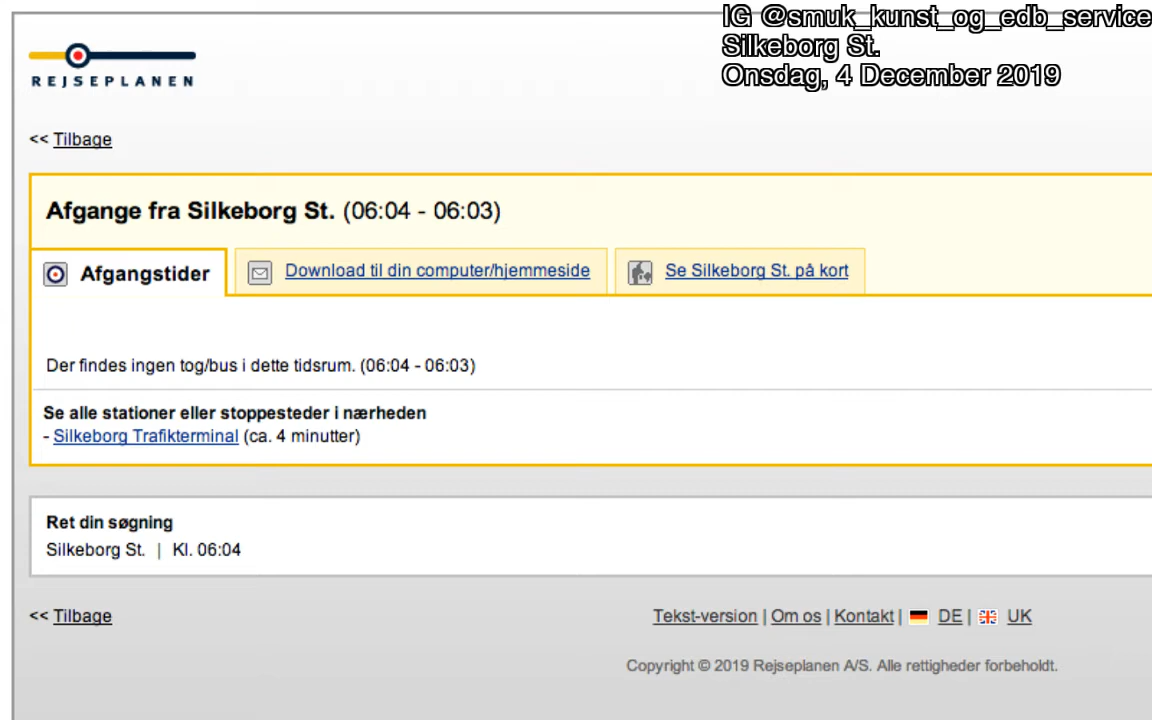 IG @smuk_kunst_og_edb_service
Silkeborg St.
Onsdag, 4 December 2019
REJSEPLANEN
<< Tilbage
Afgange fra Silkeborg St. (06:04 - 06:03)
Afgangstider
Download til din computer/hjemmeside
Se Silkeborg St. på kort
Der findes ingen tog/bus i dette tidsrum. (06:04 - 06:03)
Se alle stationer eller stoppesteder i nærheden
- Silkeborg Trafikterminal (ca. 4 minutter)
Ret din søgning
Silkeborg St. | Kl. 06:04
<< Tilbage
Tekst-version | Om os | Kontakt | DE | UK
Copyright © 2019 Rejseplanen A/S. Alle rettigheder forbeholdt.